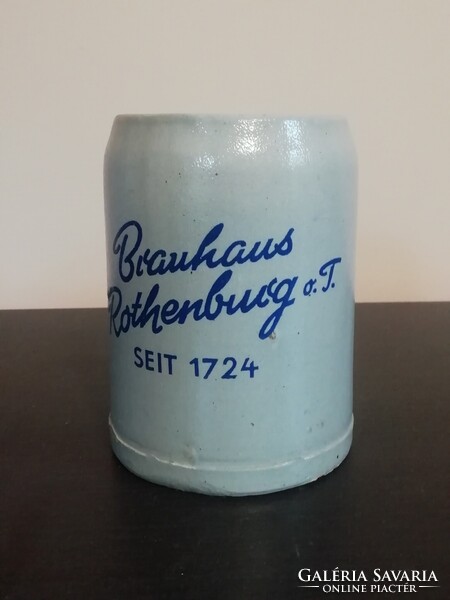 Brauhaus
Rothenburg o.T.
SEIT 1724
GALÉRIA SAVARIA
ONLINE PIACTÉR